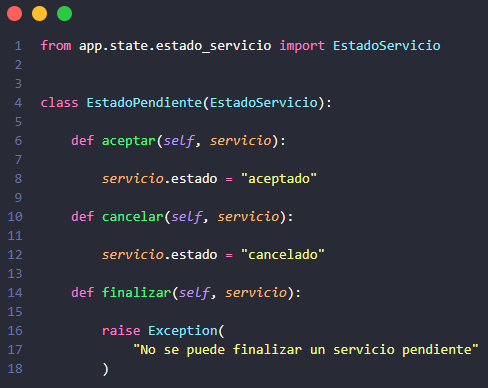 1 from app.state.estado_servicio import EstadoServicio
2
3
4 class EstadoPendiente(EstadoServicio):
5
6     def aceptar(self, servicio):
7
8         servicio.estado = "aceptado"
9
10     def cancelar(self, servicio):
11
12         servicio.estado = "cancelado"
13
14     def finalizar(self, servicio):
15
16         raise Exception(
17             "No se puede finalizar un servicio pendiente"
18         )